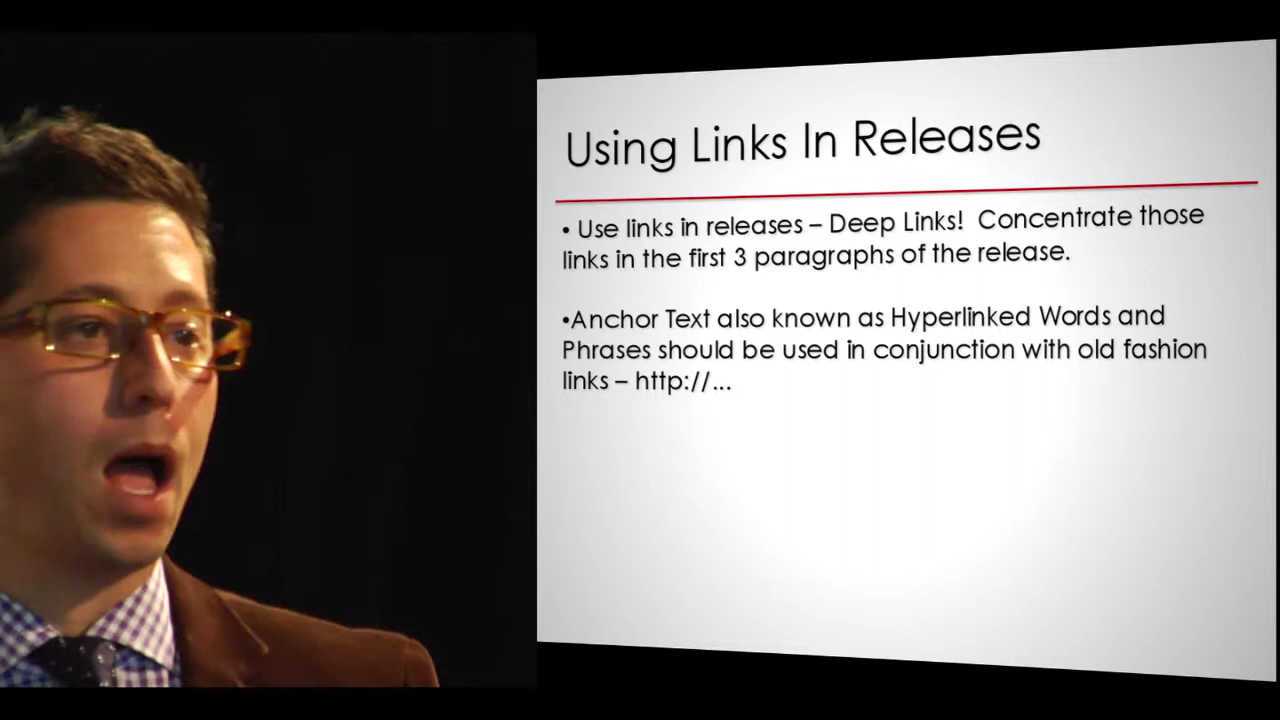 Using Links In Releases
• Use links in releases – Deep Links!  Concentrate those
links in the first 3 paragraphs of the release.
•Anchor Text also known as Hyperlinked Words and
Phrases should be used in conjunction with old fashion
links – http://...